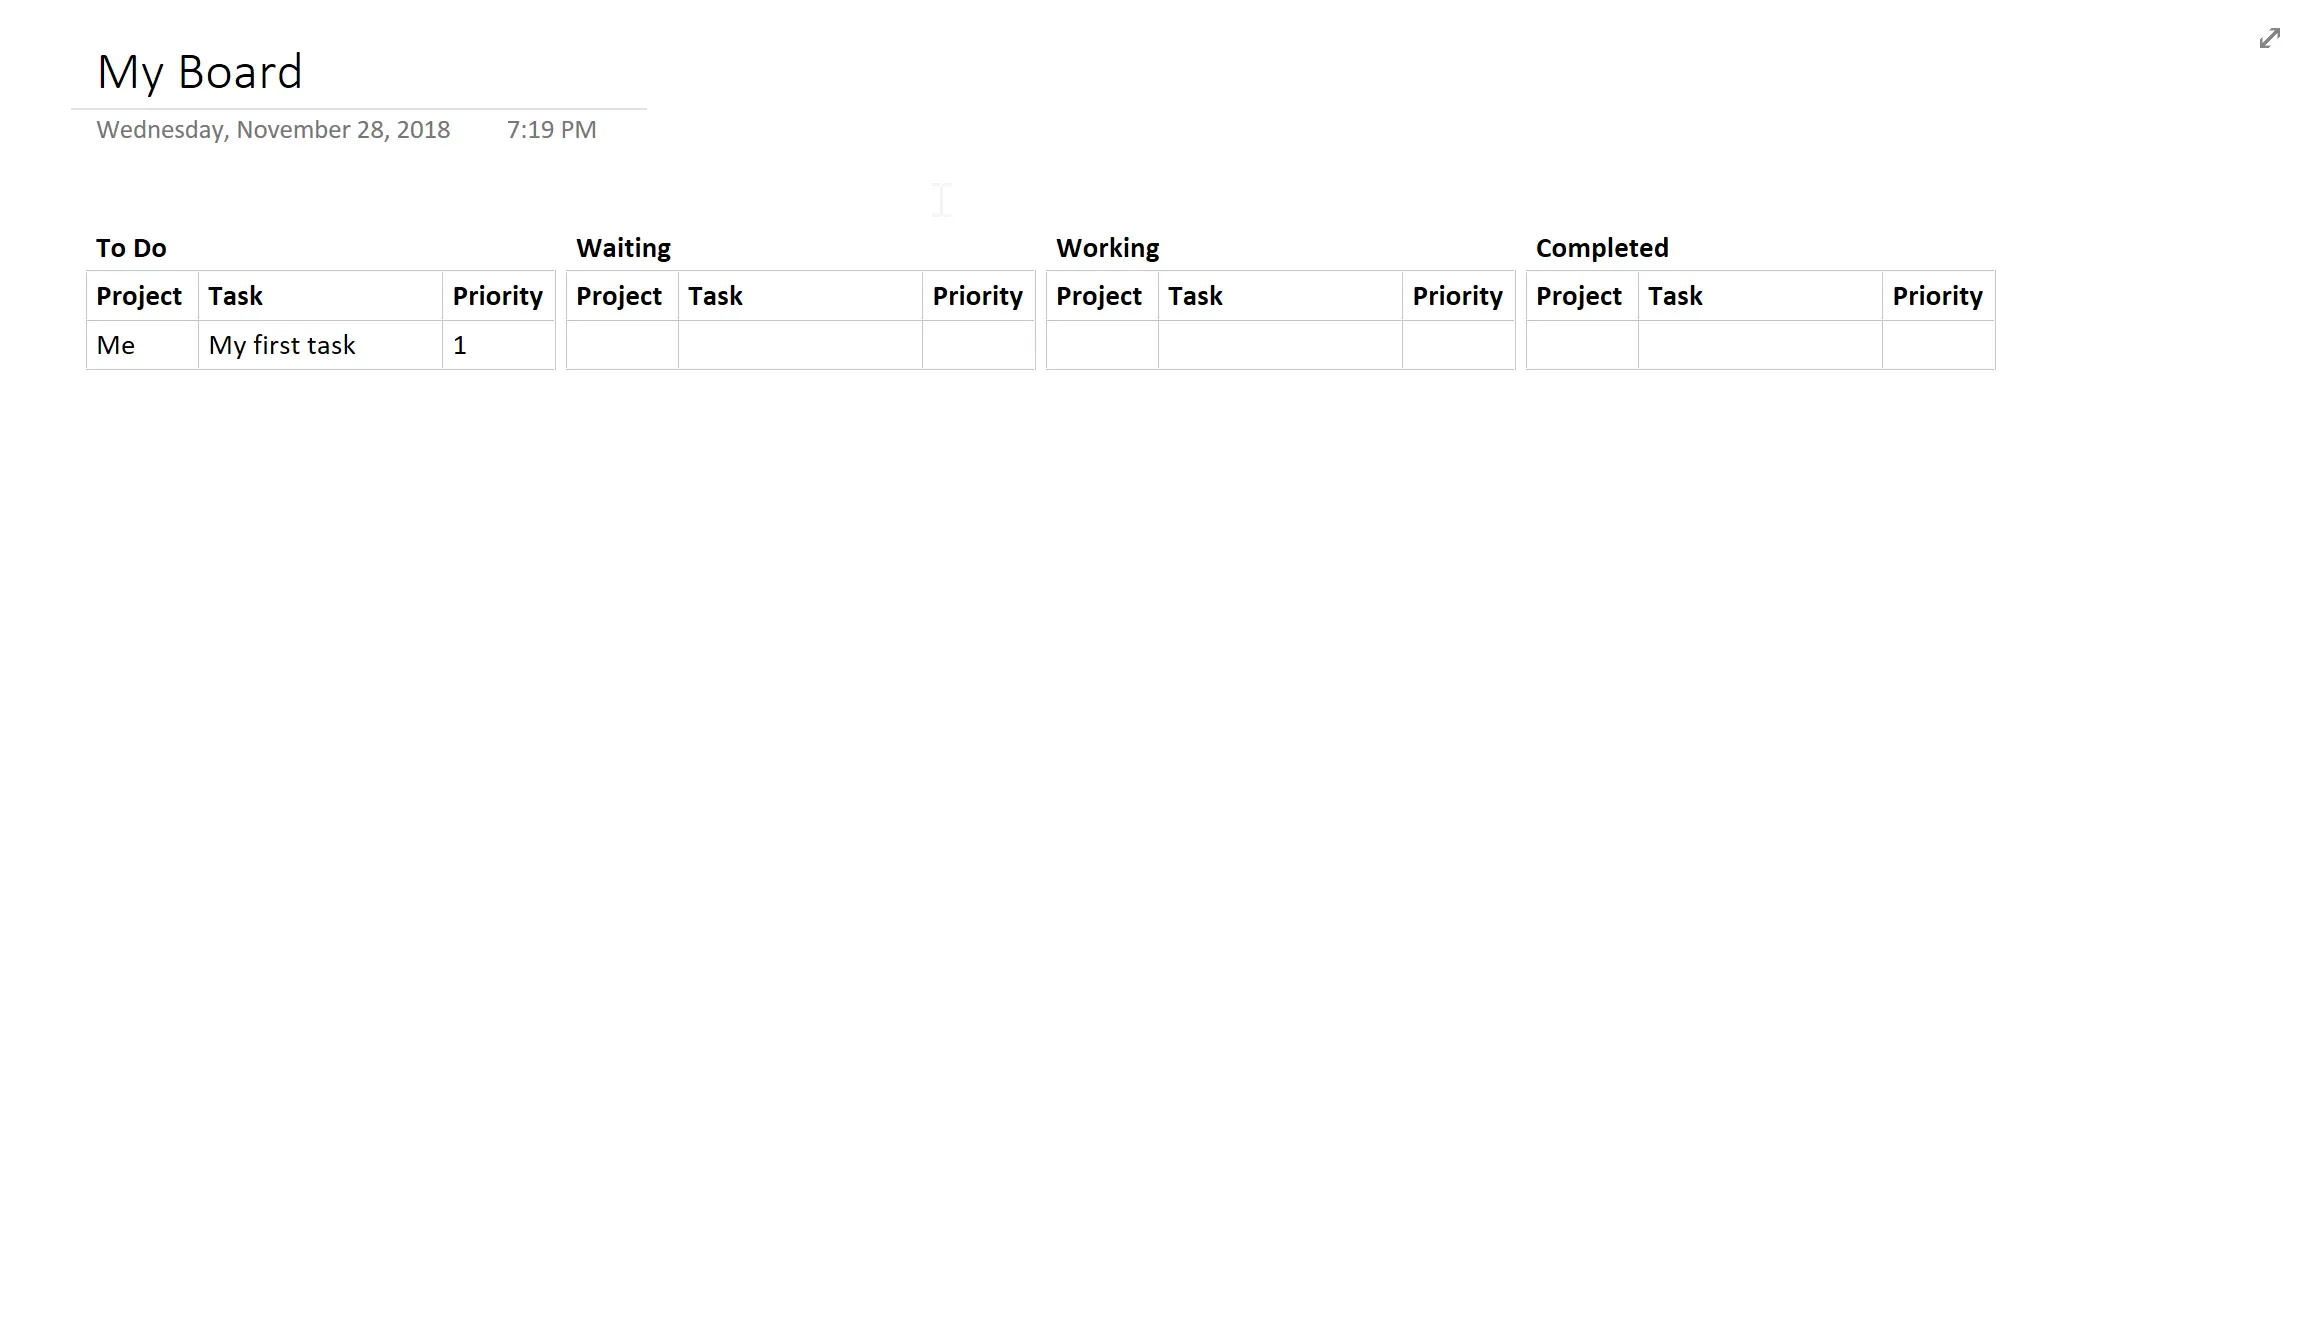 My Board
Wednesday, November 28, 2018 7:19 PM
To Do Waiting Working Completed
Project Task Priority Project Task Priority Project Task Priority Project Task Priority
Me My first task 1